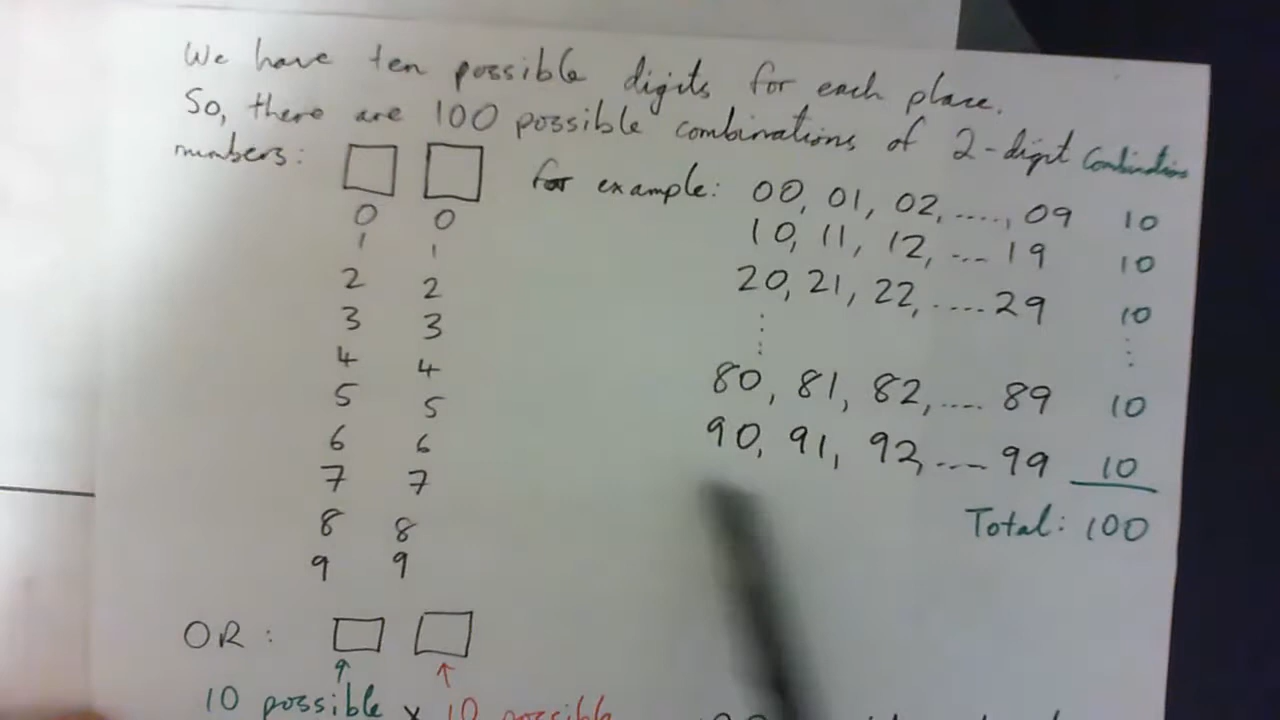 We have ten possible digits for each place.
So, there are 100 possible combinations of 2-digit
numbers:
for example: 00, 01, 02, ....., 09 10
10, 11, 12, ... 19 10
20, 21, 22, ..... 29 10
80, 81, 82, .... 89 10
90, 91, 92, .... 99 10
Total: 100
Combinations
0 0
1 1
2 2
3 3
4 4
5 5
6 6
7 7
8 8
9 9
OR:
10 possible x 10 possible